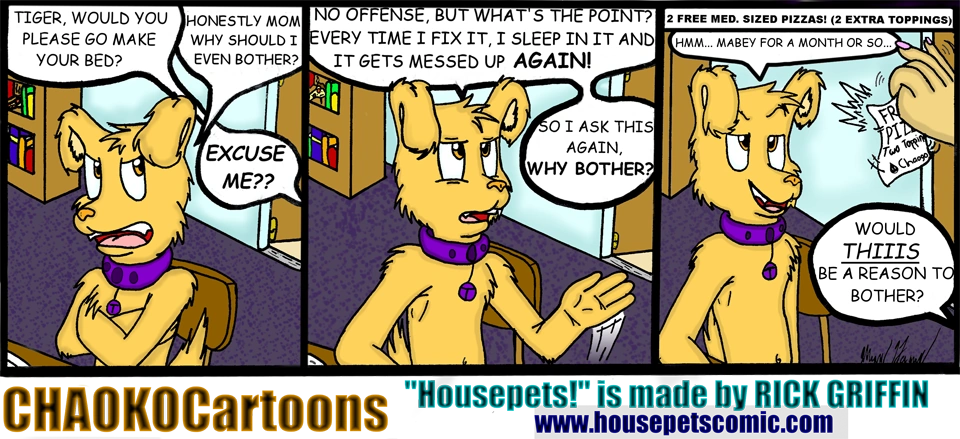 TIGER, WOULD YOU
PLEASE GO MAKE
YOUR BED?
HONESTLY MOM
WHY SHOULD I
EVEN BOTHER?
EXCUSE
ME??
NO OFFENSE, BUT WHAT'S THE POINT?
EVERY TIME I FIX IT, I SLEEP IN IT AND
IT GETS MESSED UP AGAIN!
SO I ASK THIS
AGAIN,
WHY BOTHER?
2 FREE MED. SIZED PIZZAS! (2 EXTRA TOPPINGS)
HMM... MABEY FOR A MONTH OR SO...
Two Topping
Chaoko
WOULD
THIIIS
BE A REASON TO
BOTHER?
CHAOKOCartoons
"Housepets!" is made by RICK GRIFFIN
www.housepetscomic.com